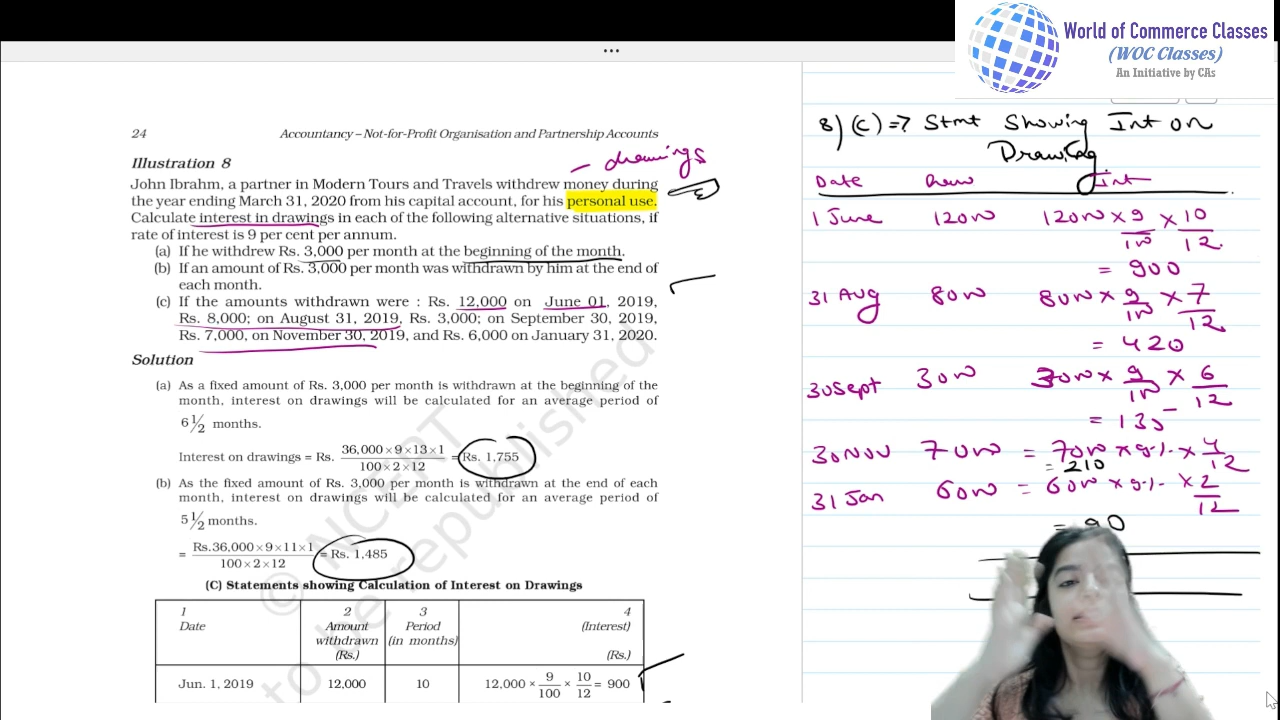 World of Commerce Classes
(WOC Classes)
An Initiative by CAs
24 Accountancy – Not-for-Profit Organisation and Partnership Accounts
Illustration 8
drawings
John Ibrahm, a partner in Modern Tours and Travels withdrew money during
the year ending March 31, 2020 from his capital account, for his personal use.
Calculate interest in drawings in each of the following alternative situations, if
rate of interest is 9 per cent per annum.
(a) If he withdrew Rs. 3,000 per month at the beginning of the month.
(b) If an amount of Rs. 3,000 per month was withdrawn by him at the end of
each month.
(c) If the amounts withdrawn were : Rs. 12,000 on June 01, 2019,
Rs. 8,000; on August 31, 2019, Rs. 3,000; on September 30, 2019,
Rs. 7,000, on November 30, 2019, and Rs. 6,000 on January 31, 2020.
Solution
(a) As a fixed amount of Rs. 3,000 per month is withdrawn at the beginning of the
month, interest on drawings will be calculated for an average period of
6 1/2 months.
Interest on drawings = Rs. 36,000×9×13×1 / 100×2×12 = Rs. 1,755
(b) As the fixed amount of Rs. 3,000 per month is withdrawn at the end of each
month, interest on drawings will be calculated for an average period of
5 1/2 months.
= Rs.36,000×9×11×1 / 100×2×12 = Rs. 1,485
(C) Statements showing Calculation of Interest on Drawings
1 2 3 4
Date Amount Period (Interest)
withdrawn (in months)
(Rs.) (Rs.)
Jun. 1, 2019 12,000 10 12,000 × 9/100 × 10/12 = 900
© NCERT
to be republished
8) (C) => Stmt Showing Int on
Drawing
Date Int
1 June 12000 12000 × 9/100 × 10/12
= 900
31 Aug 8000 8000 × 9/100 × 7/12
= 420
30 Sept 3000 3000 × 9/100 × 6/12
= 135
30 Nov 7000 = 7000 × 9% × 4/12
= 210
31 Jan 6000 = 6000 × 9% × 2/12
= 90